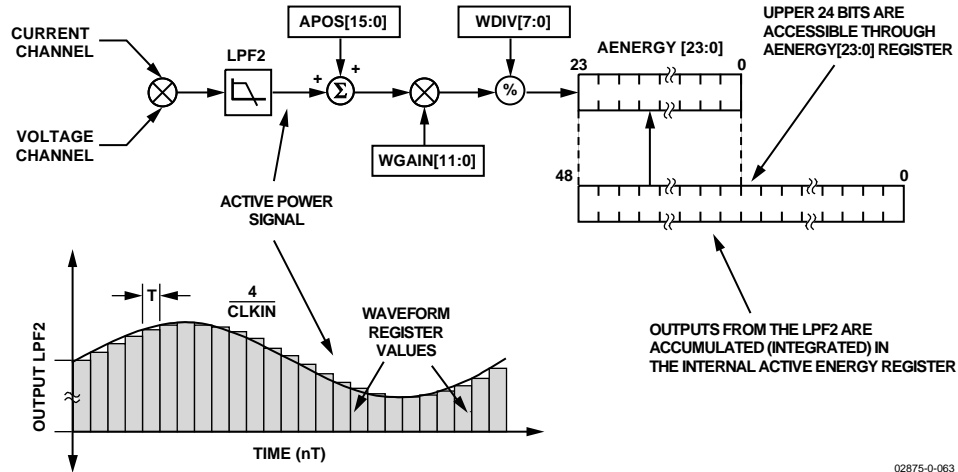 APOS[15:0]
WDIV[7:0]
UPPER 24 BITS ARE
ACCESSIBLE THROUGH
AENERGY[23:0] REGISTER
CURRENT
CHANNEL
LPF2
AENERGY [23:0]
23
0
+
+
Σ
%
VOLTAGE
CHANNEL
WGAIN[11:0]
48
0
ACTIVE POWER
SIGNAL
T
4
CLKIN
WAVEFORM
REGISTER
VALUES
OUTPUTS FROM THE LPF2 ARE
ACCUMULATED (INTEGRATED) IN
THE INTERNAL ACTIVE ENERGY REGISTER
OUTPUT LPF2
TIME (nT)
02875-0-063